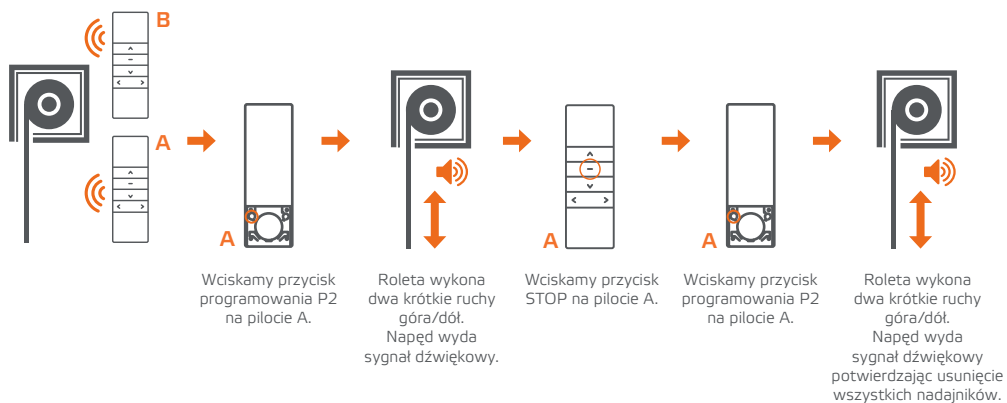 B
A
A
A
A
Wciskamy przycisk
programowania P2
na pilocie A.
Roleta wykona
dwa krótkie ruchy
góra/dół.
Napęd wyda
sygnał dźwiękowy.
Wciskamy przycisk
STOP na pilocie A.
Wciskamy przycisk
programowania P2
na pilocie A.
Roleta wykona
dwa krótkie ruchy
góra/dół.
Napęd wyda
sygnał dźwiękowy
potwierdzając usunięcie
wszystkich nadajników.